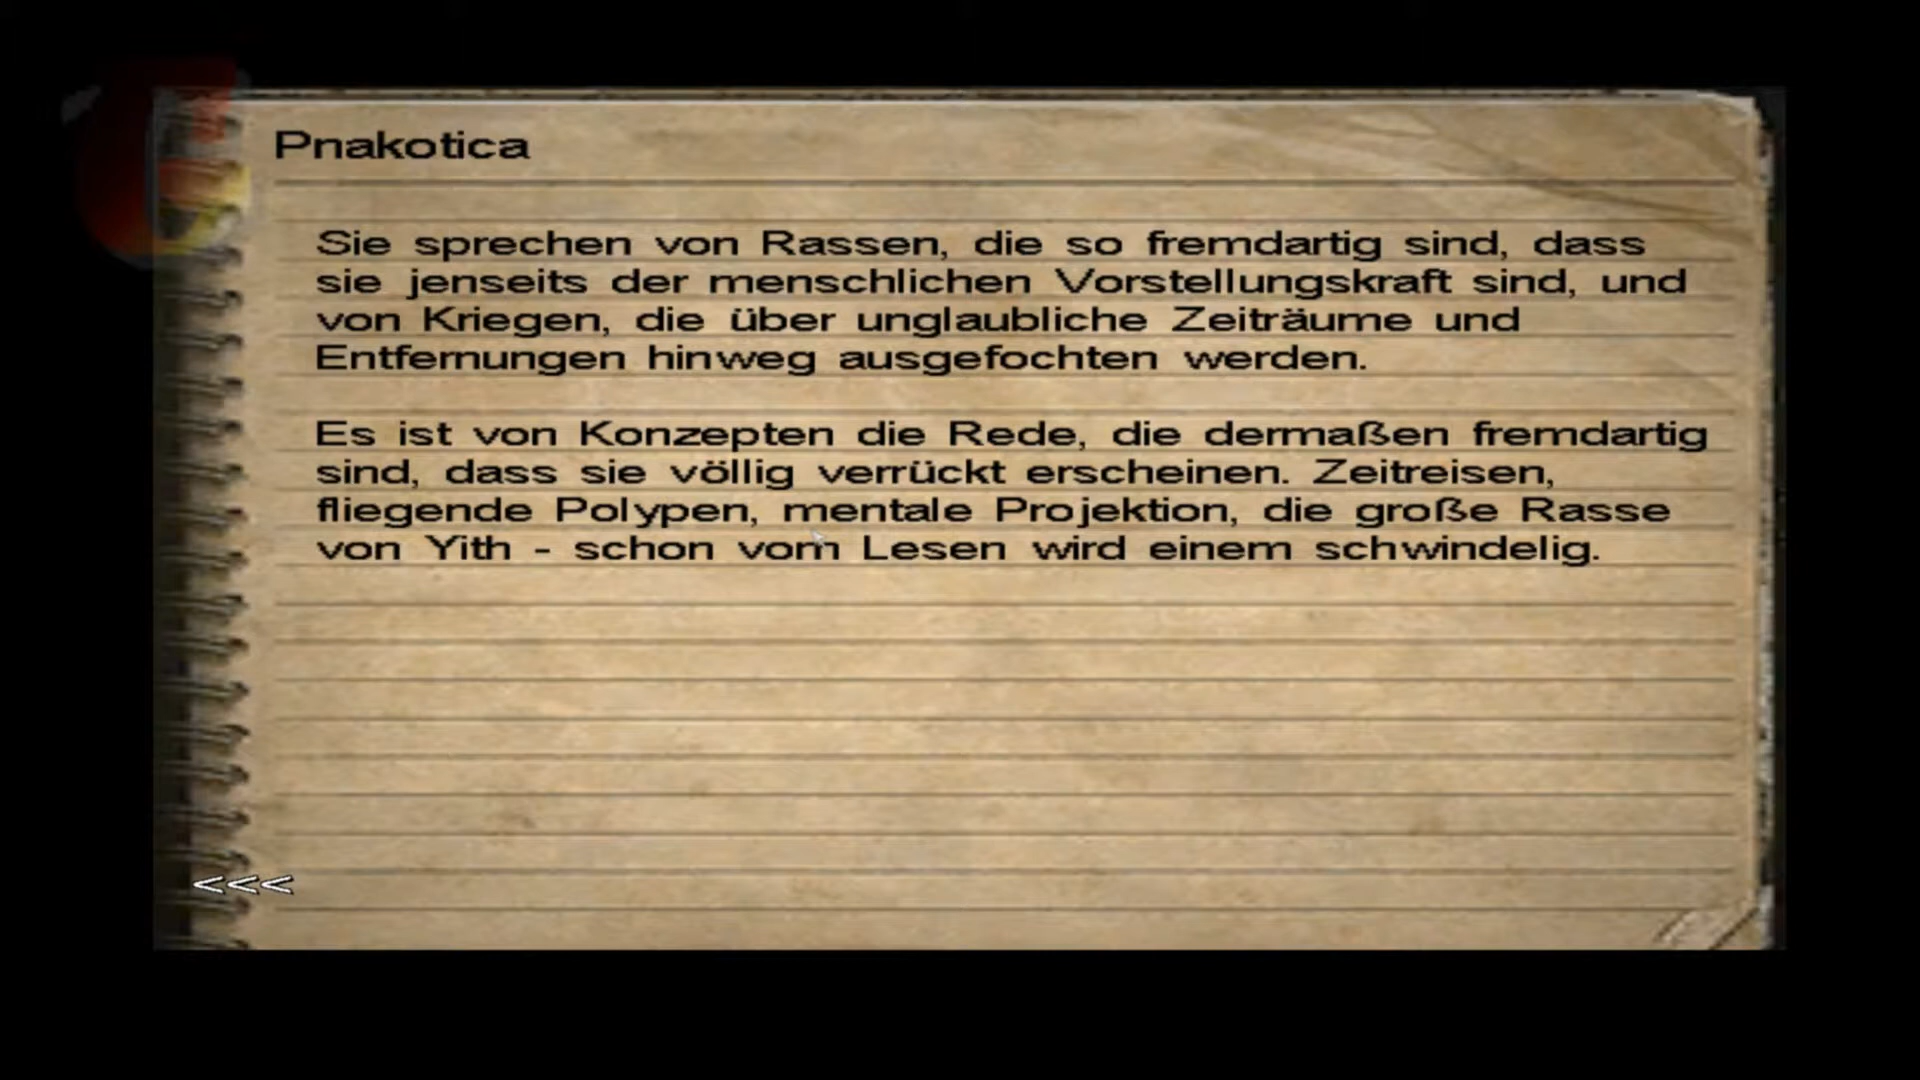 Pnakotica
Sie sprechen von Rassen, die so fremdartig sind, dass
sie jenseits der menschlichen Vorstellungskraft sind, und
von Kriegen, die über unglaubliche Zeiträume und
Entfernungen hinweg ausgefochten werden.
Es ist von Konzepten die Rede, die dermaßen fremdartig
sind, dass sie völlig verrückt erscheinen. Zeitreisen,
fliegende Polypen, mentale Projektion, die große Rasse
von Yith - schon vom Lesen wird einem schwindelig.
<<<